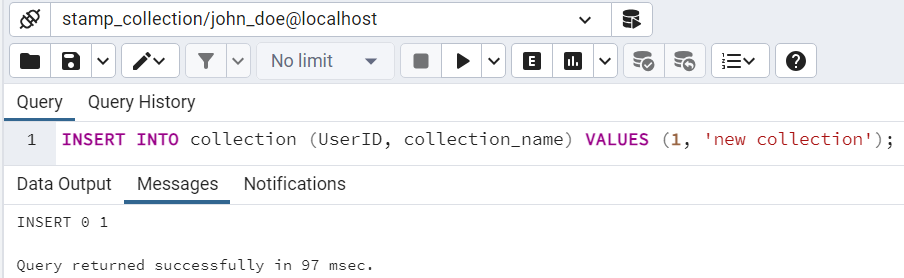 stamp_collection/john_doe@localhost
No limit
E
Query Query History
1 INSERT INTO collection (UserID, collection_name) VALUES (1, 'new collection');
Data Output Messages Notifications
INSERT 0 1
Query returned successfully in 97 msec.